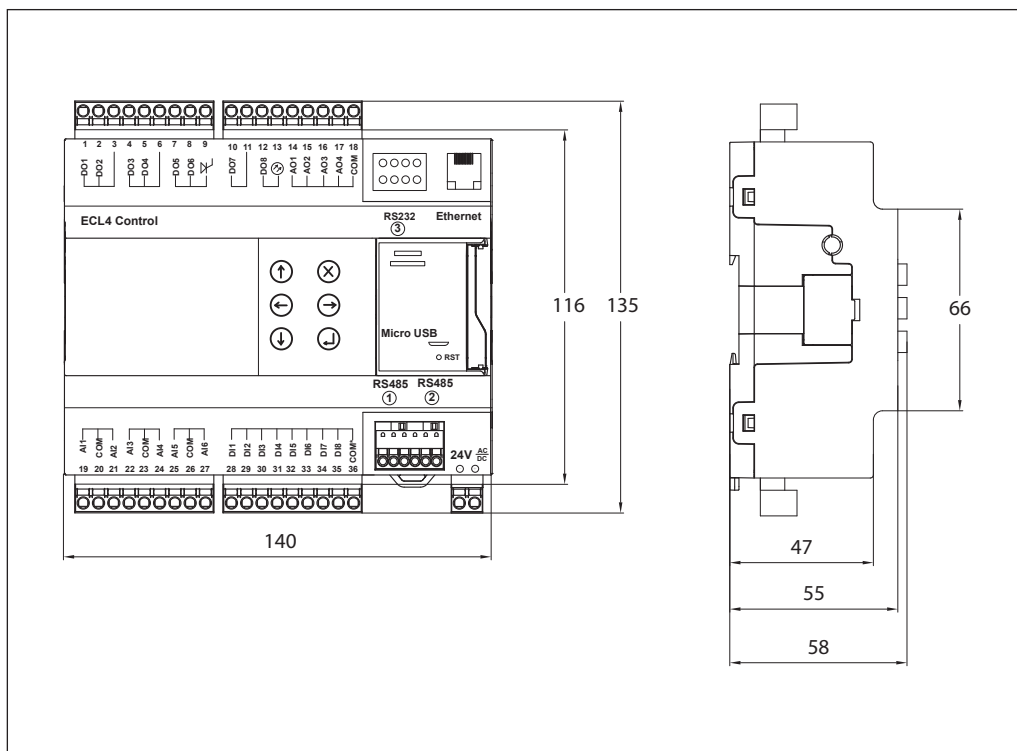 1 2 3 4 5 6 7 8 9 10 11 12 13 14 15 16 17 18
DO1 DO2 DO3 DO4 DO5 DO6 DO7 DO8 AO1 AO2 AO3 AO4 COM
ECL4 Control RS232 Ethernet
3
116 135
66
Micro USB
RST
RS485 RS485
1 2
AI1 COM AI2 AI3 COM AI4 AI5 COM AI6 DI1 DI2 DI3 DI4 DI5 DI6 DI7 DI8 COM'
24V AC
DC
19 20 21 22 23 24 25 26 27 28 29 30 31 32 33 34 35 36
140
47
55
58